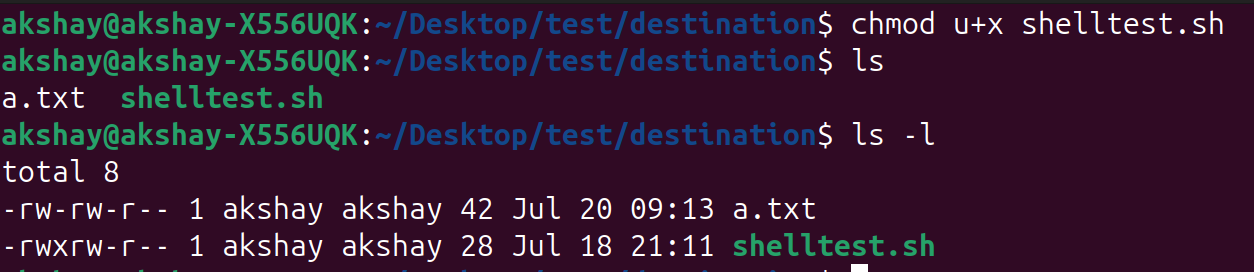 akshay@akshay-X556UQK:~/Desktop/test/destination$ chmod u+x shelltest.sh
akshay@akshay-X556UQK:~/Desktop/test/destination$ ls
a.txt  shelltest.sh
akshay@akshay-X556UQK:~/Desktop/test/destination$ ls -l
total 8
-rw-rw-r-- 1 akshay akshay 42 Jul 20 09:13 a.txt
-rwxrw-r-- 1 akshay akshay 28 Jul 18 21:11 shelltest.sh